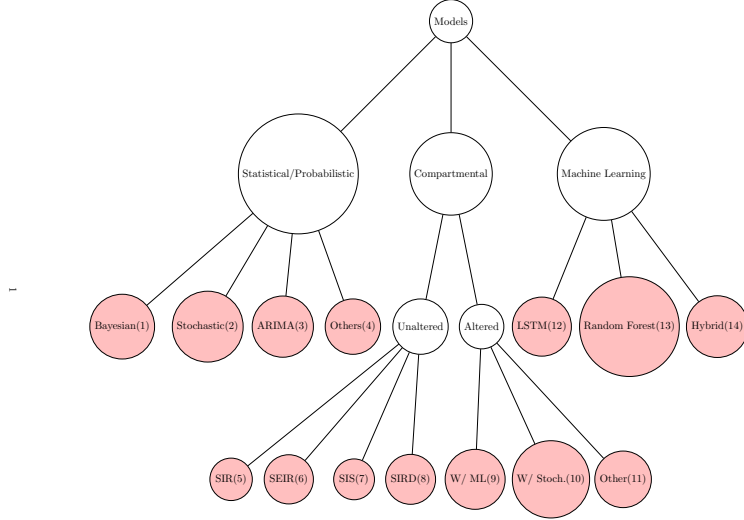 Models
Statistical/Probabilistic
Compartmental
Machine Learning
Bayesian(1)
Stochastic(2)
ARIMA(3)
Others(4)
Unaltered
Altered
LSTM(12)
Random Forest(13)
Hybrid(14)
SIR(5)
SEIR(6)
SIS(7)
SIRD(8)
W/ ML(9)
W/ Stoch.(10)
Other(11)
1